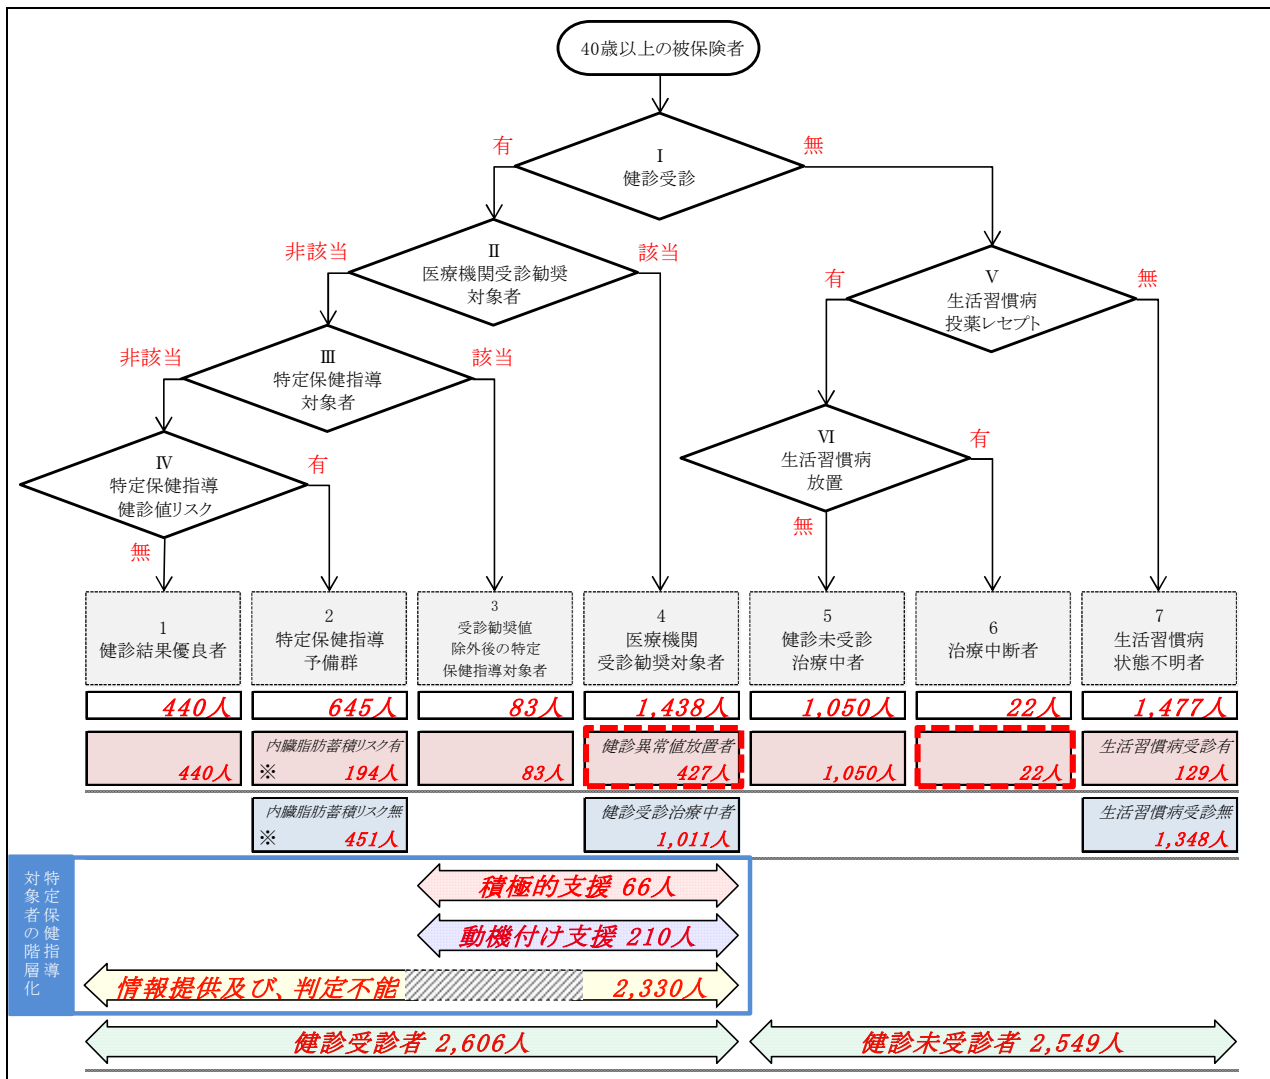 40歳以上の被保険者
Ⅰ
健診受診
有
無
Ⅱ
医療機関受診勧奨
対象者
非該当
該当
Ⅴ
生活習慣病
投薬レセプト
有
無
Ⅲ
特定保健指導
対象者
非該当
該当
Ⅵ
生活習慣病
放置
有
無
Ⅳ
特定保健指導
健診値リスク
有
無
1
健診結果優良者
2
特定保健指導
予備群
3
受診勧奨値
除外後の特定
保健指導対象者
4
医療機関
受診勧奨対象者
5
健診未受診
治療中者
6
治療中断者
7
生活習慣病
状態不明者
440人
645人
83人
1,438人
1,050人
22人
1,477人
440人
内臓脂肪蓄積リスク有
※ 194人
83人
健診異常値放置者
427人
1,050人
22人
生活習慣病受診有
129人
内臓脂肪蓄積リスク無
※ 451人
健診受診治療中者
1,011人
生活習慣病受診無
1,348人
特定保健指導
対象者の階層化
積極的支援 66人
動機付け支援 210人
情報提供及び、判定不能 2,330人
健診受診者 2,606人
健診未受診者 2,549人